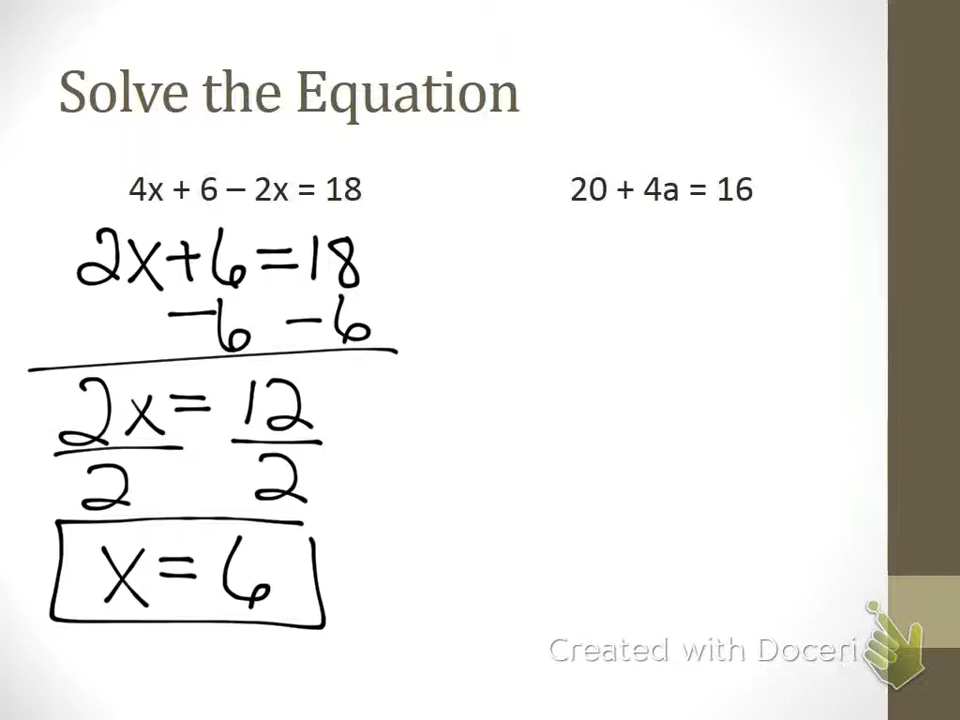 Solve the Equation
4x + 6 – 2x = 18
2x+6=18
-6 -6
2x= 12
2 2
x=6
20 + 4a = 16
Created with Doceri